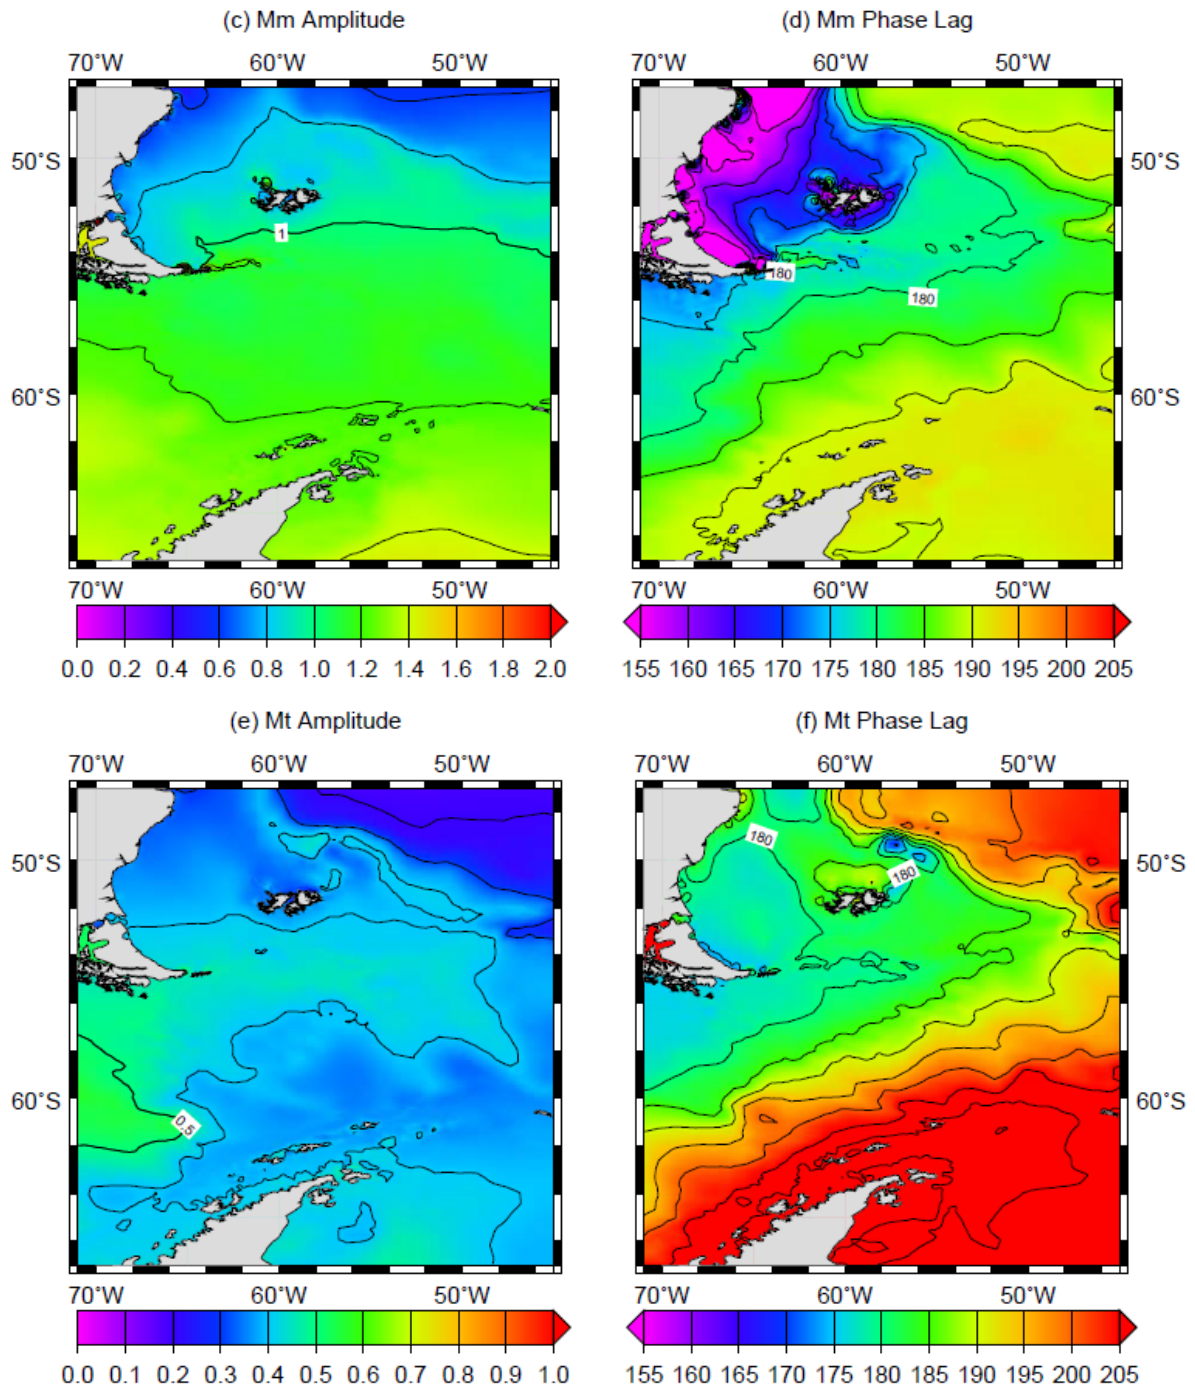 (c) Mm Amplitude
(d) Mm Phase Lag
70°W 60°W 50°W
70°W 60°W 50°W
50°S
50°S
1
180
180
60°S
60°S
70°W 60°W 50°W
70°W 60°W 50°W
0.0 0.2 0.4 0.6 0.8 1.0 1.2 1.4 1.6 1.8 2.0
155 160 165 170 175 180 185 190 195 200 205
(e) Mt Amplitude
(f) Mt Phase Lag
70°W 60°W 50°W
70°W 60°W 50°W
180
50°S
50°S
180
60°S
60°S
0.5
70°W 60°W 50°W
70°W 60°W 50°W
0.0 0.1 0.2 0.3 0.4 0.5 0.6 0.7 0.8 0.9 1.0
155 160 165 170 175 180 185 190 195 200 205